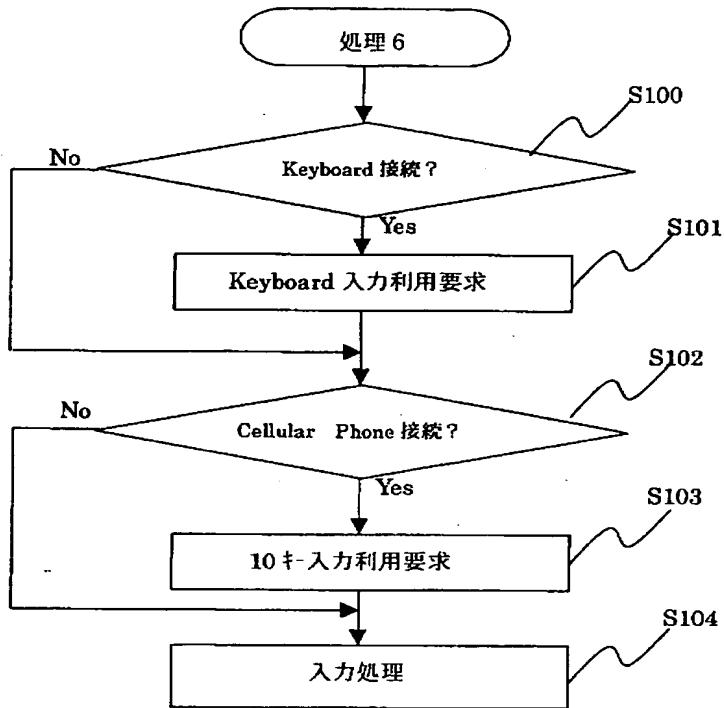 処理6
S100
No
Keyboard 接続?
Yes
S101
Keyboard 入力利用要求
S102
No
Cellular Phone 接続?
Yes
S103
10 キー入力利用要求
S104
入力処理